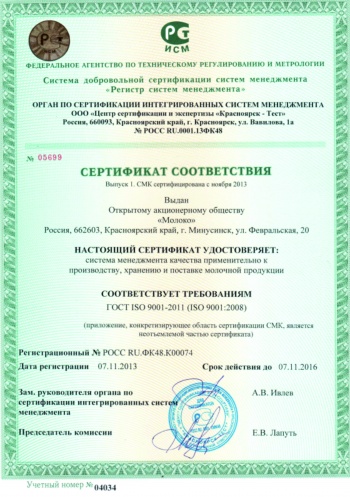 РС
ИСМ
ФЕДЕРАЛЬНОЕ АГЕНТСТВО ПО ТЕХНИЧЕСКОМУ РЕГУЛИРОВАНИЮ И МЕТРОЛОГИИ
Система добровольной сертификации систем менеджмента
«Регистр систем менеджмента»
ОРГАН ПО СЕРТИФИКАЦИИ ИНТЕГРИРОВАННЫХ СИСТЕМ МЕНЕДЖМЕНТА
ООО «Центр сертификации и экспертизы «Красноярск - Тест»
Россия, 660093, Красноярский край, г. Красноярск, ул. Вавилова, 1а
№ РОСС RU.0001.13ФК48
№ 05699
СЕРТИФИКАТ СООТВЕТСТВИЯ
Выпуск 1. СМК сертифицирована с ноября 2013
Выдан
Открытому акционерному обществу
«Молоко»
Россия, 662603, Красноярский край, г. Минусинск, ул. Февральская, 20
НАСТОЯЩИЙ СЕРТИФИКАТ УДОСТОВЕРЯЕТ:
система менеджмента качества применительно к
производству, хранению и поставке молочной продукции
СООТВЕТСТВУЕТ ТРЕБОВАНИЯМ
ГОСТ ISO 9001-2011 (ISO 9001:2008)
(приложение, конкретизирующее область сертификации СМК, является
неотъемлемой частью сертификата)
Регистрационный № РОСС RU.ФК48.К00074
Дата регистрации 07.11.2013 Срок действия до 07.11.2016
Зам. руководителя органа по
сертификации интегрированных систем
менеджмента
А.В. Ивлев
Председатель комиссии
Е.В. Лапуть
Учетный номер № 04034